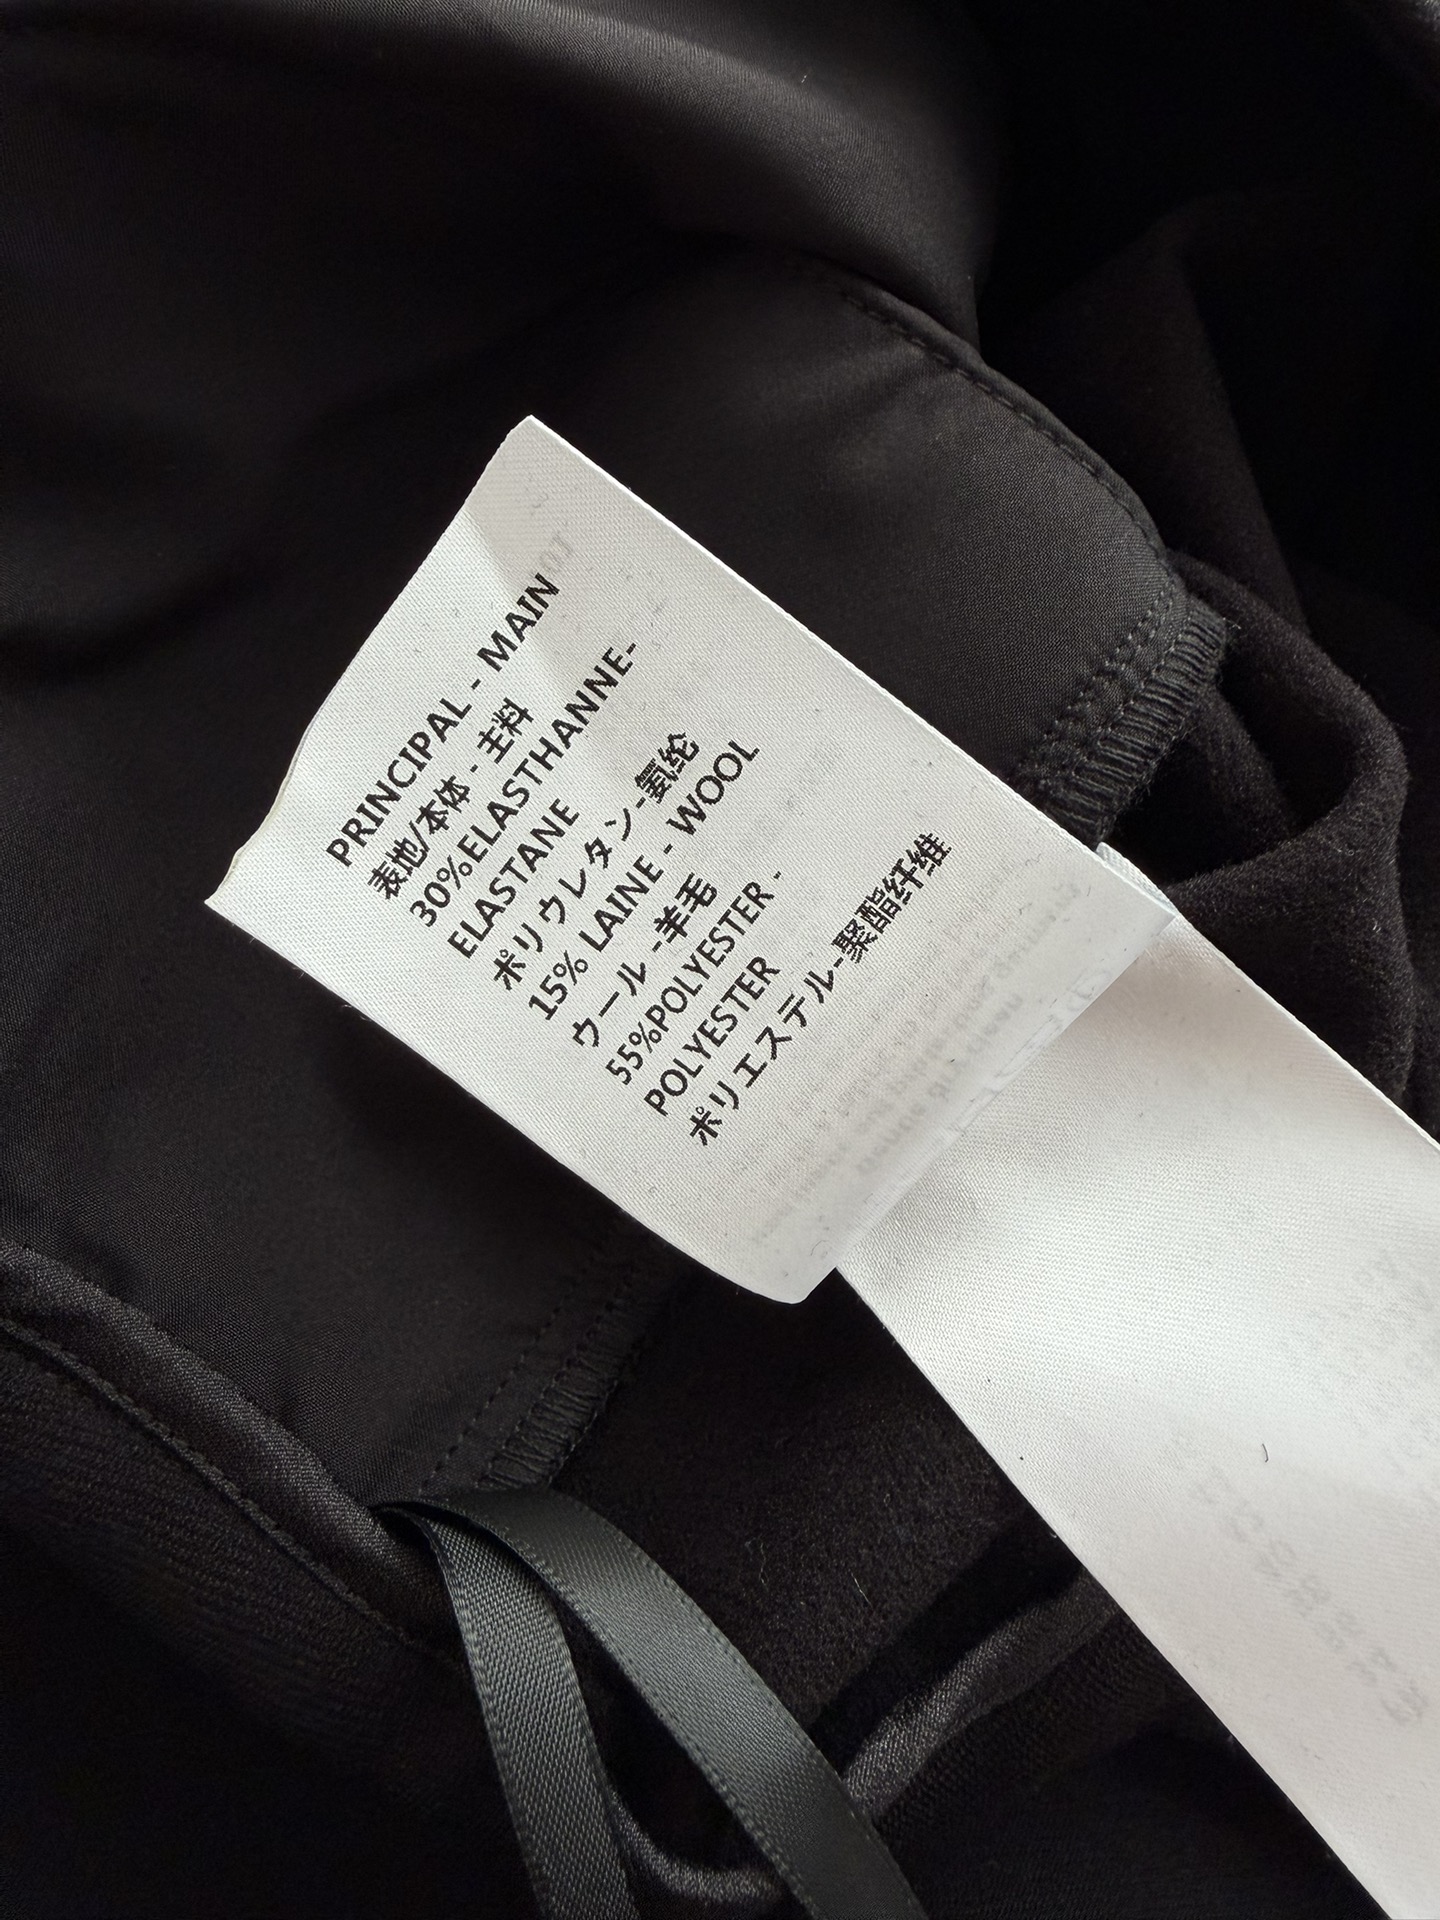 PRINCIPAL - MAIN
表地/本体 - 主料
30%ELASTHANNE-
ELASTANE
ポリウレタン-氨纶
15% LAINE - WOOL
ウール -羊毛
55%POLYESTER -
POLYESTER
ポリエステル-聚酯纤维